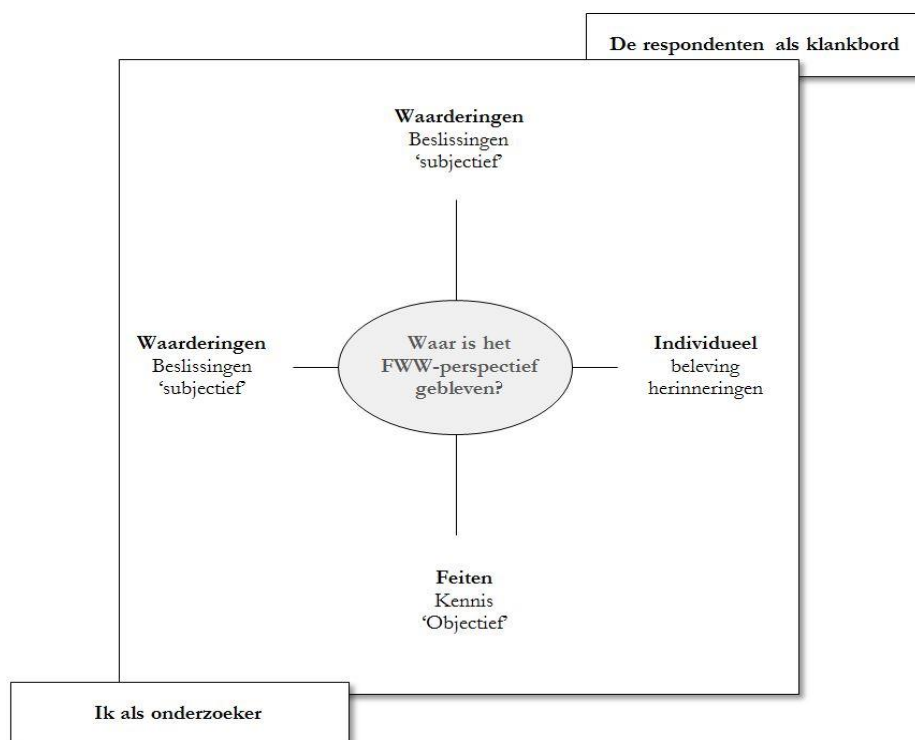 De respondenten als klankbord
Waarderingen
Beslissingen
‘subjectief’
Waarderingen
Beslissingen
‘subjectief’
Waar is het
FWW-perspectief
gebleven?
Individueel
beleving
herinneringen
Feiten
Kennis
‘Objectief’
Ik als onderzoeker